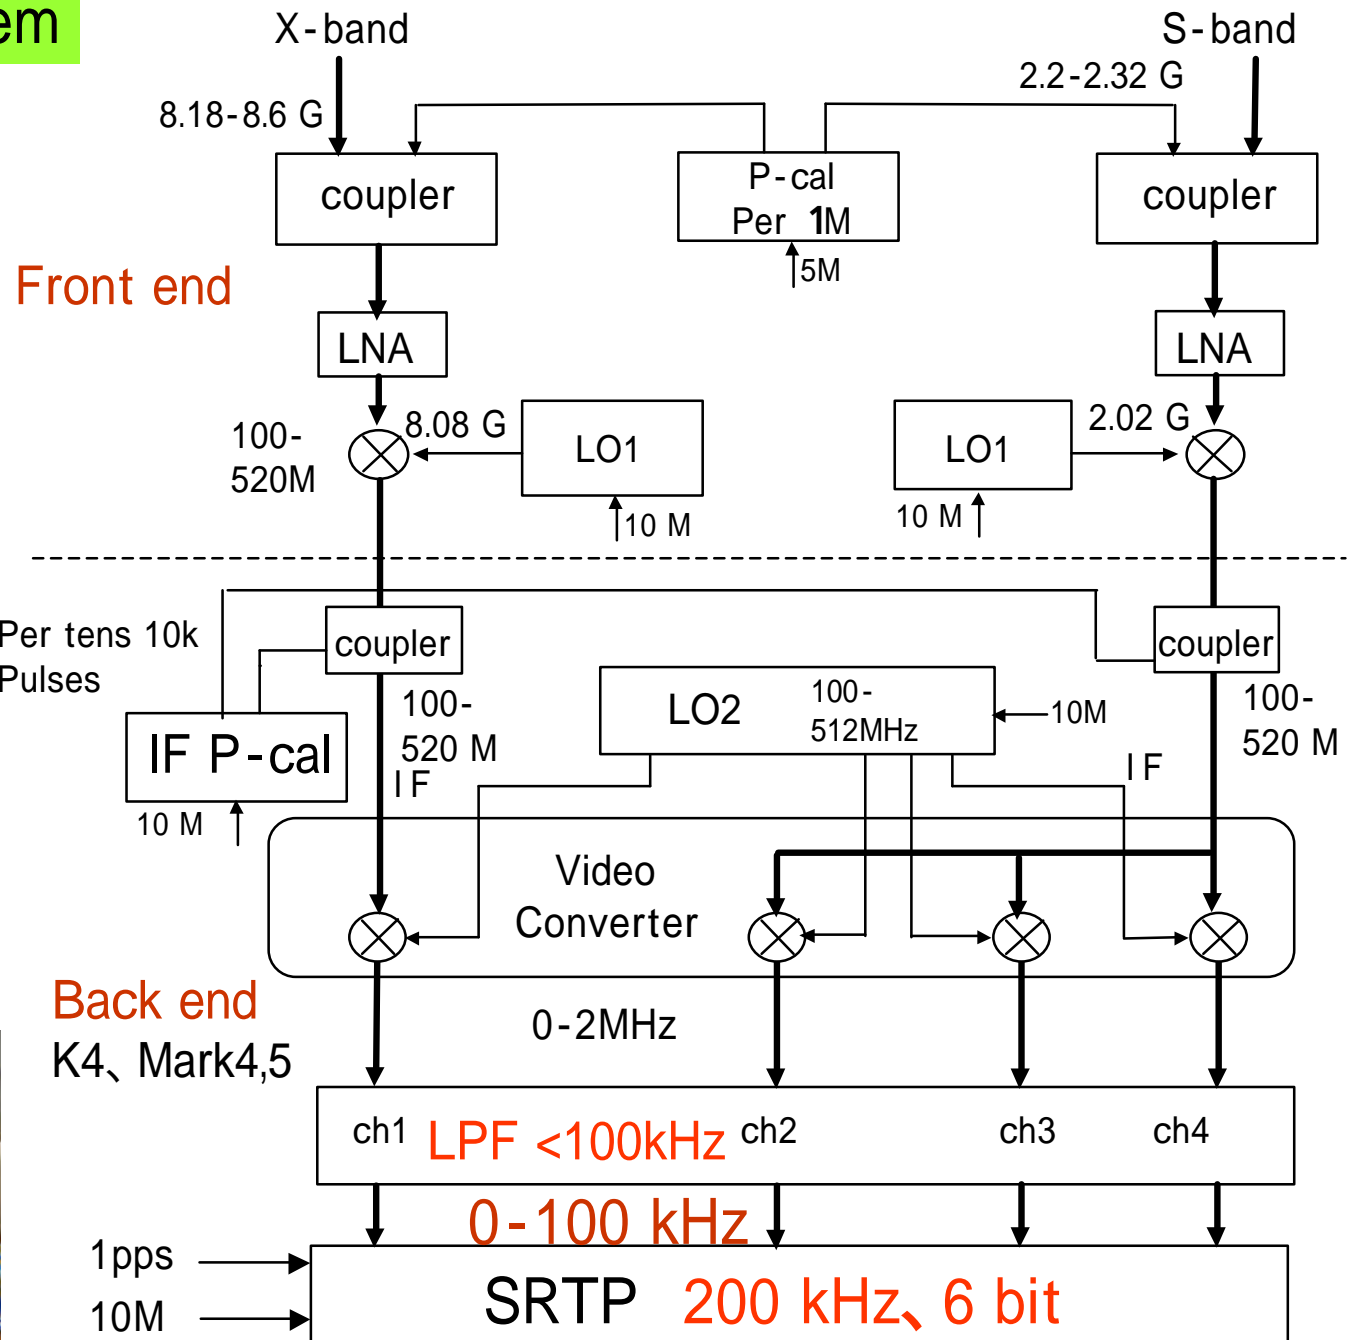 X-band
S-band
2.2-2.32 G
8.18-8.6 G
coupler
P-cal
Per 1M
coupler
5M
Front end
LNA
LNA
100-
520M
8.08 G
LO1
LO1
2.02 G
10 M
10 M
Per tens 10k
Pulses
coupler
coupler
LO2
100-
512MHz
10M
100-
520 M
IF
100-
520 M
IF
IF P-cal
10 M
Video
Converter
Back end
K4、Mark4,5
0-2MHz
ch1
LPF <100kHz
ch2
ch3
ch4
0-100 kHz
1pps
10M
SRTP 200 kHz、6 bit